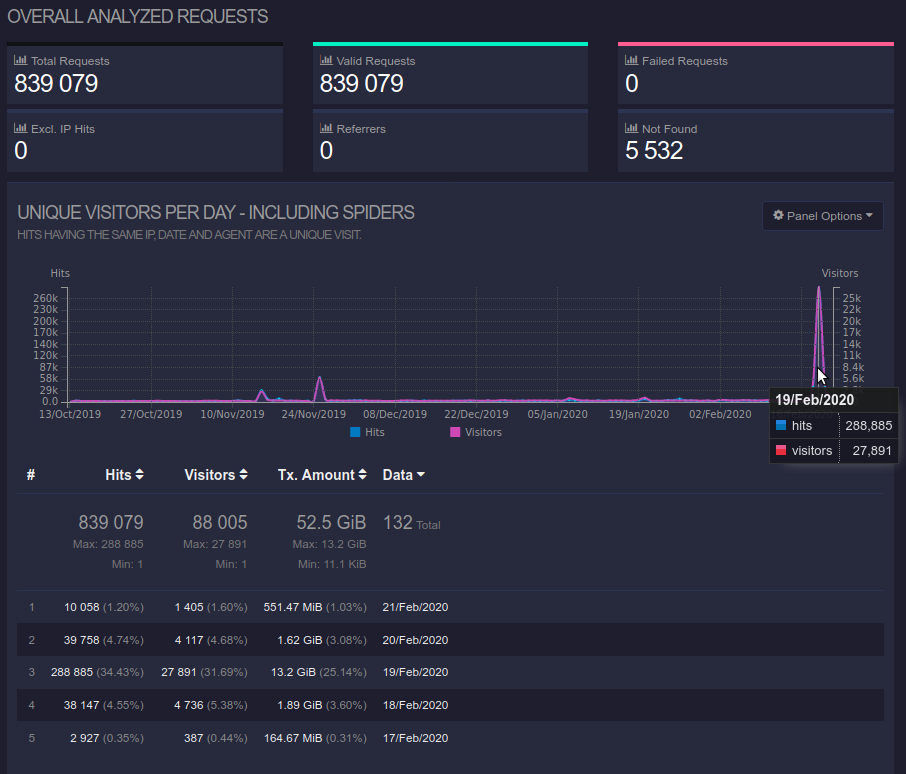 OVERALL ANALYZED REQUESTS
Total Requests
839 079
Valid Requests
839 079
Failed Requests
0
Excl. IP Hits
0
Referrers
0
Not Found
5 532
UNIQUE VISITORS PER DAY - INCLUDING SPIDERS
HITS HAVING THE SAME IP, DATE AND AGENT ARE A UNIQUE VISIT.
Panel Options
Hits Visitors
260k 25k
230k 22k
200k 20k
170k 17k
140k 14k
120k 11k
87k 8.4k
58k 5.6k
29k
0.0
13/Oct/2019 27/Oct/2019 10/Nov/2019 24/Nov/2019 08/Dec/2019 22/Dec/2019 05/Jan/2020 19/Jan/2020 02/Feb/2020
Hits Visitors
19/Feb/2020
hits 288,885
visitors 27,891
# Hits Visitors Tx. Amount Data
839 079 88 005 52.5 GiB 132 Total
Max: 288 885 Max: 27 891 Max: 13.2 GiB
Min: 1 Min: 1 Min: 11.1 KiB
1 10 058 (1.20%) 1 405 (1.60%) 551.47 MiB (1.03%) 21/Feb/2020
2 39 758 (4.74%) 4 117 (4.68%) 1.62 GiB (3.08%) 20/Feb/2020
3 288 885 (34.43%) 27 891 (31.69%) 13.2 GiB (25.14%) 19/Feb/2020
4 38 147 (4.55%) 4 736 (5.38%) 1.89 GiB (3.60%) 18/Feb/2020
5 2 927 (0.35%) 387 (0.44%) 164.67 MiB (0.31%) 17/Feb/2020